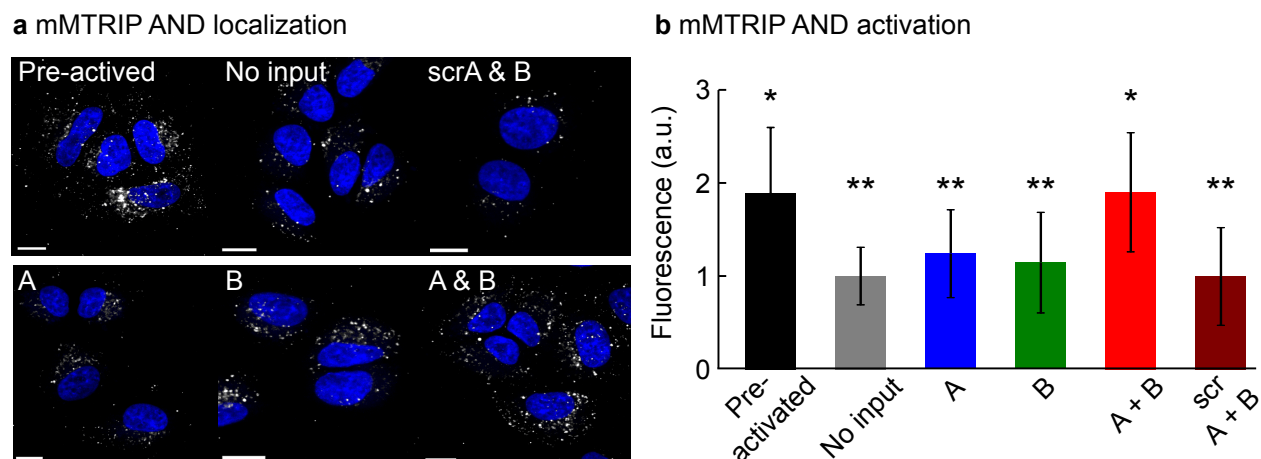 a mMTRIP AND localization
Pre-actived
No input
scrA & B
A
B
A & B
b mMTRIP AND activation
Fluorescence (a.u.)
3
2
1
0
*
**
**
**
*
**
Pre-
activated
No input
A
B
A + B
scr
A + B